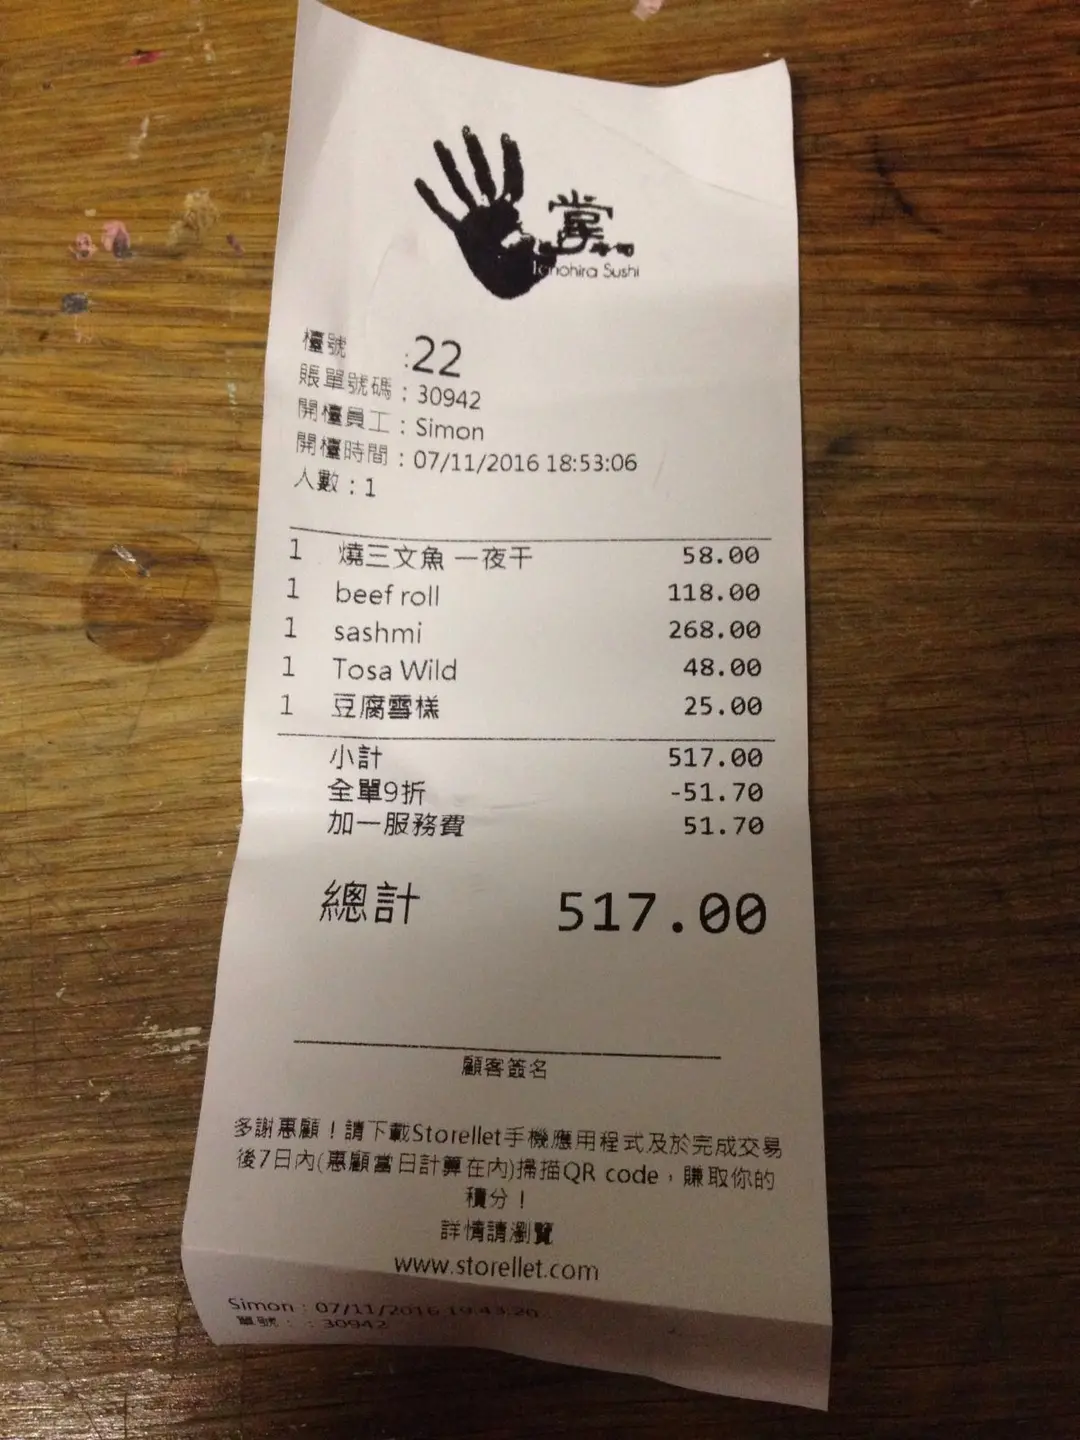 掌
Tanohira Sushi
檯號 :22
賬單號碼 : 30942
開檯員工 : Simon
開檯時間 : 07/11/2016 18:53:06
人數 : 1
1 燒三文魚 一夜干 58.00
1 beef roll 118.00
1 sashmi 268.00
1 Tosa Wild 48.00
1 豆腐雪榚 25.00
小計 517.00
全單9折 -51.70
加一服務費 51.70
總計 517.00
顧客簽名
多謝惠顧！請下載Storellet手機應用程式及於完成交易
後7日內(惠顧當日計算在內)掃描QR code，賺取你的
積分！
詳情請瀏覽
www.storellet.com
Simon : 07/11/2016 19:43:20
單號 : : 30942